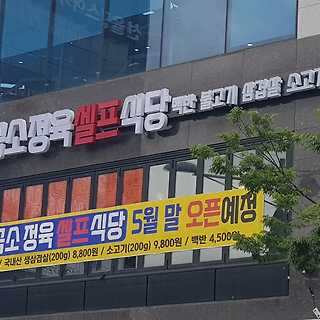 소정육셀프식당 백반 불고기 삼겹살 소고기
소정육 셀프식당 5월 말 오픈예정
/ 국내산 생삼겹살(200g) 8,800원 / 소고기(200g) 9,800원 / 백반 4,500원